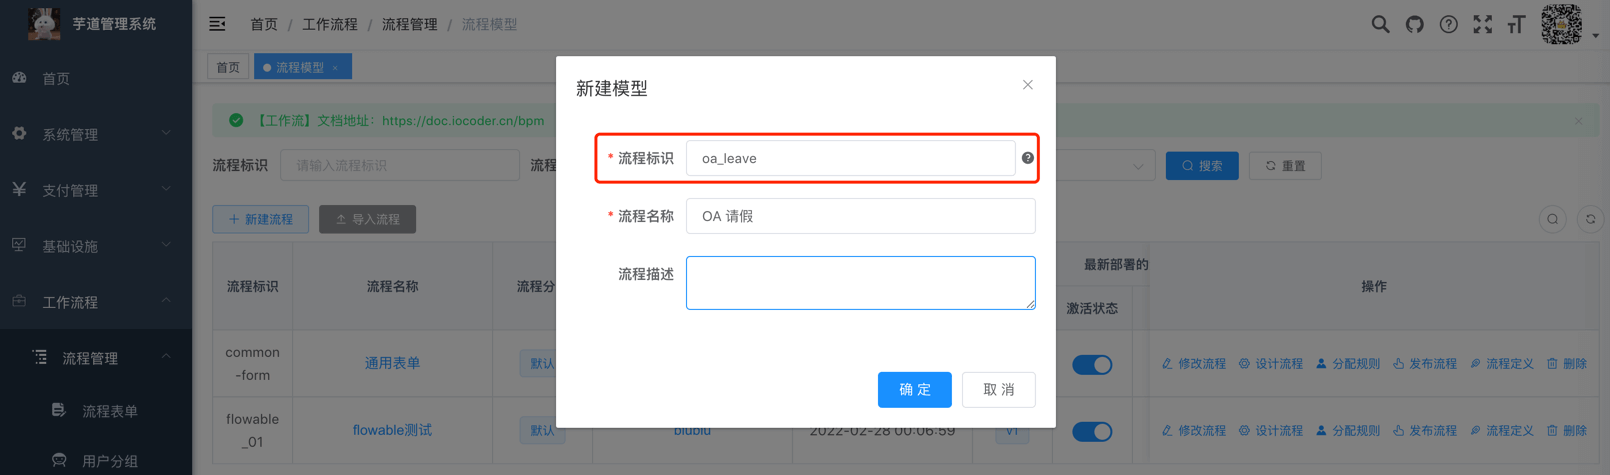 芋道管理系统
首页 / 工作流程 / 流程管理 / 流程模型
首页
流程模型 ×
首页
系统管理
支付管理
基础设施
工作流程
流程管理
流程表单
用户分组
【工作流】文档地址：https://doc.iocoder.cn/bpm
流程标识 请输入流程标识
搜索 重置
新建流程 导入流程
流程标识 流程名称 最新部署的 操作
激活状态
common-form 通用表单 默认 修改流程 设计流程 分配规则 发布流程 流程定义 删除
flowable_01 flowable测试 默认 blublu 2022-02-28 00:06:59 v1 修改流程 设计流程 分配规则 发布流程 流程定义 删除
新建模型
* 流程标识 oa_leave
* 流程名称 OA 请假
流程描述
确 定 取 消